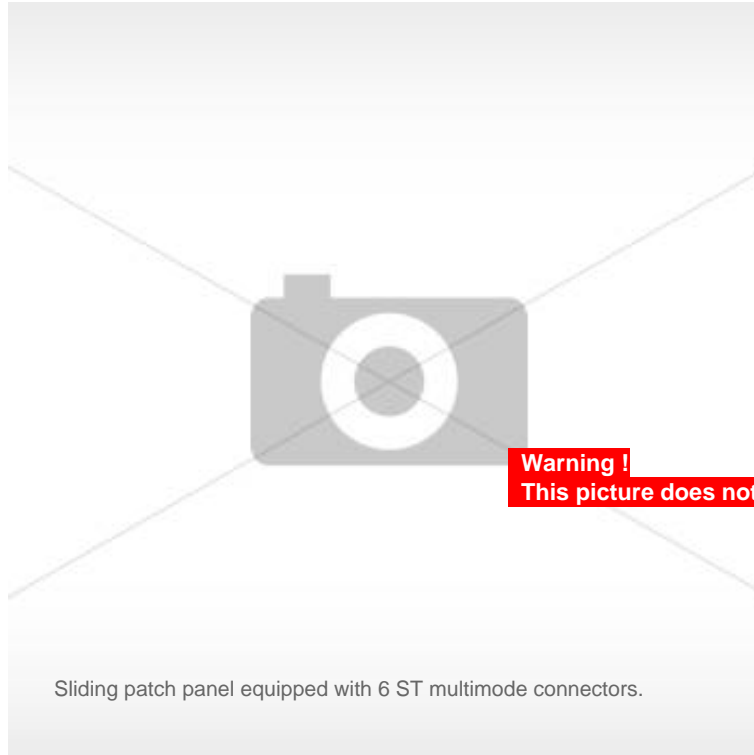 Warning !
This picture does not
Sliding patch panel equipped with 6 ST multimode connectors.